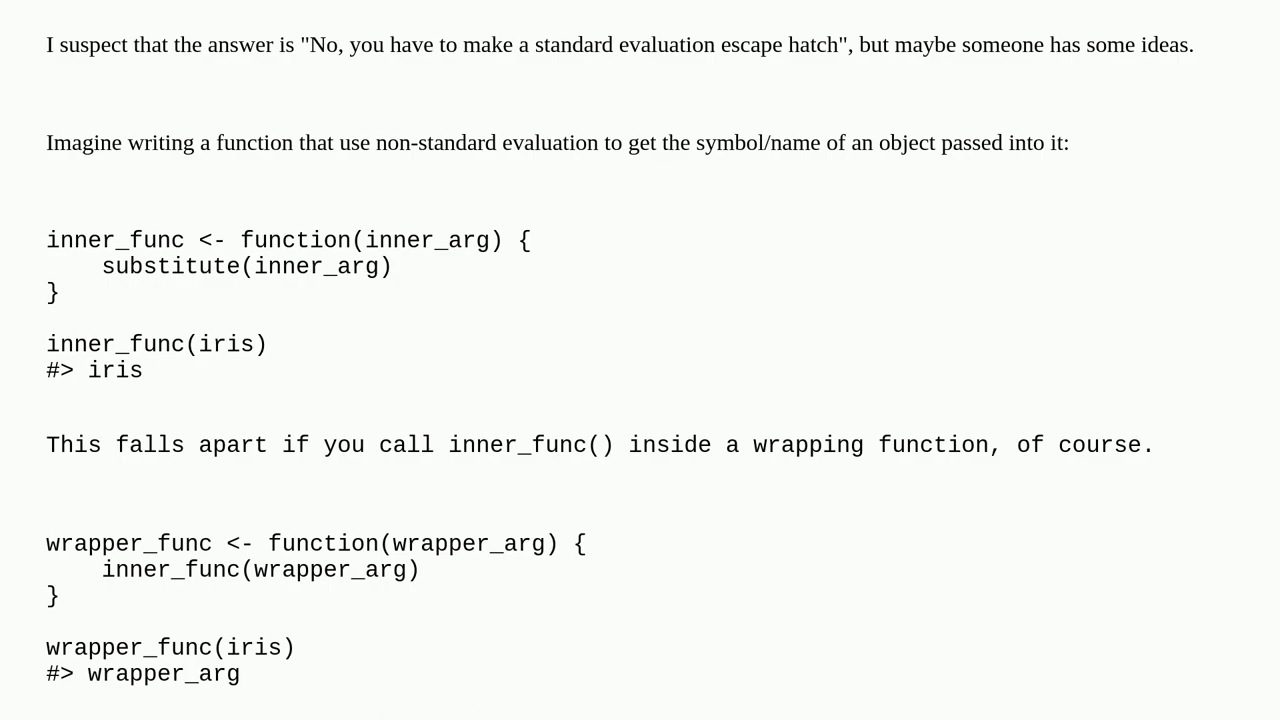 I suspect that the answer is "No, you have to make a standard evaluation escape hatch", but maybe someone has some ideas.
Imagine writing a function that use non-standard evaluation to get the symbol/name of an object passed into it:
inner_func <- function(inner_arg) {
    substitute(inner_arg)
}
inner_func(iris)
#> iris
This falls apart if you call inner_func() inside a wrapping function, of course.
wrapper_func <- function(wrapper_arg) {
    inner_func(wrapper_arg)
}
wrapper_func(iris)
#> wrapper_arg